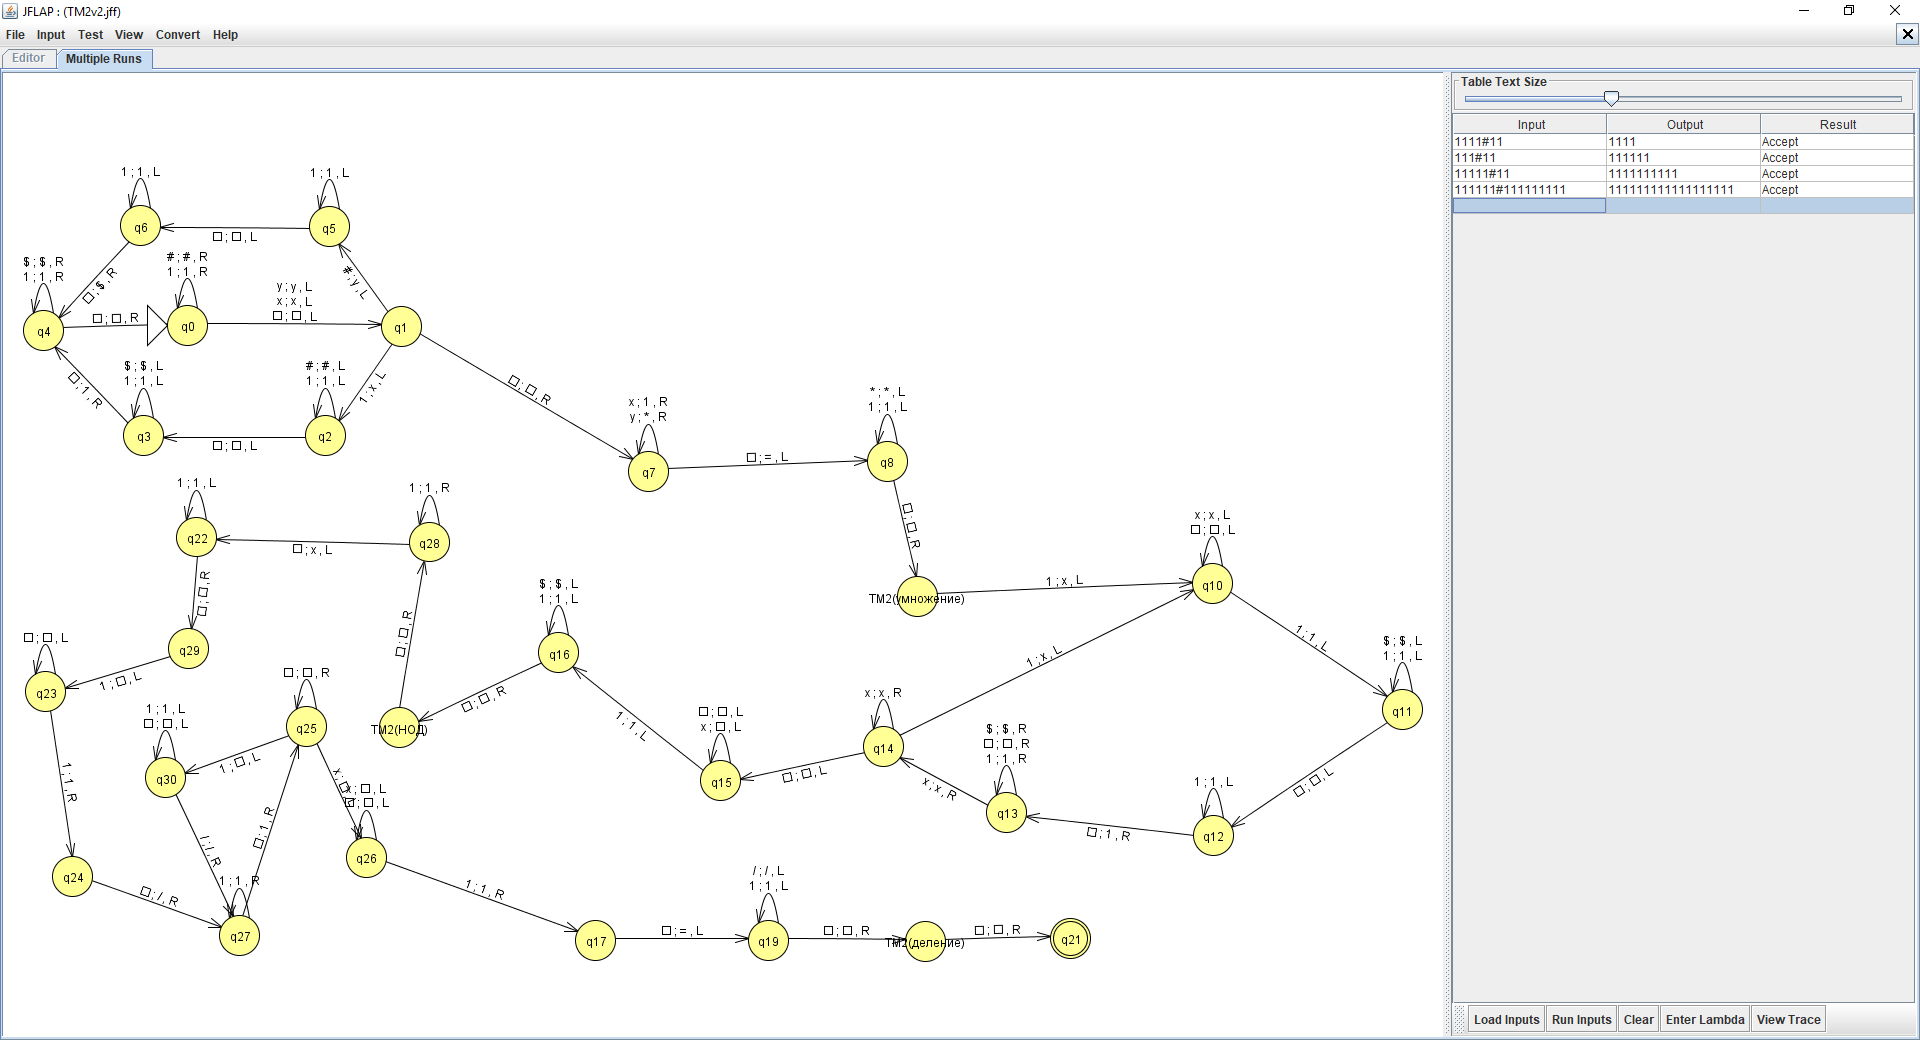 JFLAP : (TM2v2.jff)
File Input Test View Convert Help
Editor Multiple Runs
Table Text Size
Input Output Result
1111#11 1111 Accept
111#11 111111 Accept
11111#11 1111111111 Accept
111111#111111111 111111111111111111 Accept
1 ; 1 , L
q6
1 ; 1 , L
q5
□ ; □ , L
□ ; $ , R
# ; y , L
$ ; $ , R
1 ; 1 , R
q4
□ ; □ , R
# ; # , R
1 ; 1 , R
q0
y ; y , L
x ; x , L
□ ; □ , L
q1
□ ; 1 , R
$ ; $ , L
1 ; 1 , L
q3
□ ; □ , L
# ; # , L
1 ; 1 , L
q2
1 ; x , L
□ ; □ , R
x ; 1 , R
y ; * , R
q7
□ ; = , L
* ; * , L
1 ; 1 , L
q8
□ ; □ , R
ТМ2(умножение)
1 ; x , L
x ; x , L
□ ; □ , L
q10
1 ; 1 , L
$ ; $ , L
1 ; 1 , L
q11
□ ; □ , L
1 ; 1 , L
q12
□ ; 1 , R
$ ; $ , R
□ ; □ , R
1 ; 1 , R
q13
x ; x , R
x ; x , R
q14
1 ; x , L
□ ; □ , L
□ ; □ , L
x ; □ , L
q15
1 ; 1 , L
$ ; $ , L
1 ; 1 , L
q16
□ ; □ , R
ТМ2(НОД)
□ ; □ , R
1 ; 1 , R
q28
□ ; x , L
1 ; 1 , L
q22
□ ; □ , R
q29
1 ; □ , L
□ ; □ , L
q23
1 ; 1 , R
q24
□ ; / , R
1 ; 1 , R
q27
□ ; 1 , R
□ ; □ , R
q25
1 ; □ , L
1 ; 1 , L
□ ; □ , L
q30
/ ; / , R
x ; □ , L
□ ; □ , L
q26
1 ; 1 , R
q17
□ ; = , L
/ ; / , L
1 ; 1 , L
q19
□ ; □ , R
ТМ2(деление)
□ ; □ , R
q21
Load Inputs Run Inputs Clear Enter Lambda View Trace